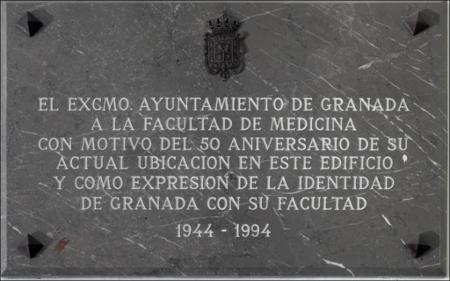 EL EXCMO. AYUNTAMIENTO DE GRANADA
A LA FACULTAD DE MEDICINA
CON MOTIVO DEL 50 ANIVERSARIO DE SU
ACTUAL UBICACION EN ESTE EDIFICIO
Y COMO EXPRESION DE LA IDENTIDAD
DE GRANADA CON SU FACULTAD
1944 - 1994